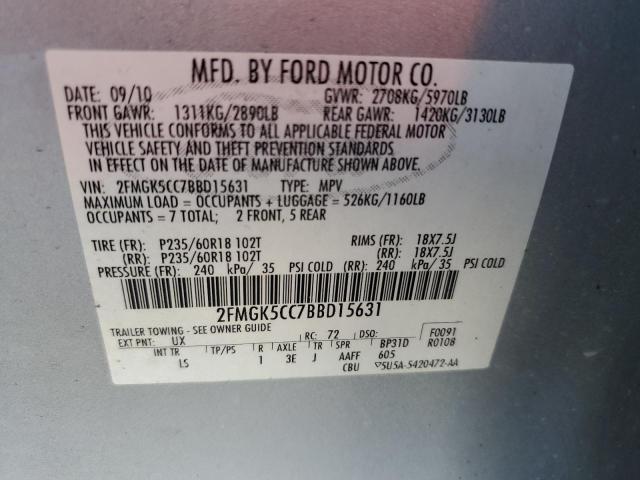 MFD. BY FORD MOTOR CO.
DATE: 09/10 GVWR: 2708KG/5970LB
FRONT GAWR: 1311KG/2890LB REAR GAWR: 1420KG/3130LB
THIS VEHICLE CONFORMS TO ALL APPLICABLE FEDERAL MOTOR
VEHICLE SAFETY AND THEFT PREVENTION STANDARDS
IN EFFECT ON THE DATE OF MANUFACTURE SHOWN ABOVE.
VIN: 2FMGK5CC7BBD15631 TYPE: MPV
MAXIMUM LOAD = OCCUPANTS + LUGGAGE = 526KG/1160LB
OCCUPANTS = 7 TOTAL; 2 FRONT, 5 REAR
TIRE (FR): P235/60R18 102T RIMS (FR): 18X7.5J
(RR): P235/60R18 102T (RR): 18X7.5J
PRESSURE (FR): 240 kPa/ 35 PSI COLD (RR): 240 kPa/ 35 PSI COLD
2FMGK5CC7BBD15631
TRAILER TOWING - SEE OWNER GUIDE
EXT PNT: UX RC: 72 DSO: F0091
INT TR TP/PS R AXLE TR SPR BP31D R0108
LS 1 3E J AAFF 605
CBU 5U5A-5420472-AA